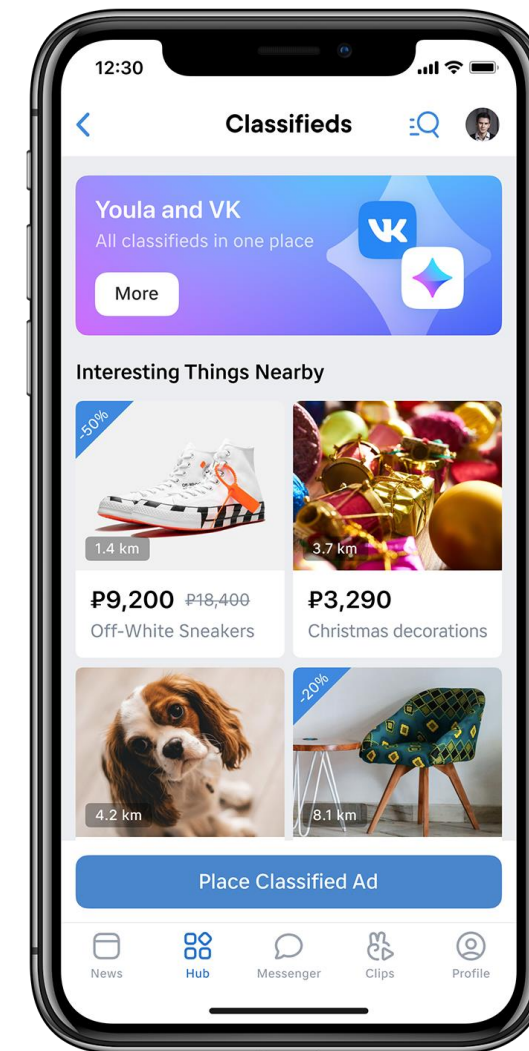 12:30
Classifieds
Youla and VK
All classifieds in one place
More
Interesting Things Nearby
-50%
1.4 km
3.7 km
₽9,200 ₽18,400
Off-White Sneakers
₽3,290
Christmas decorations
-20%
4.2 km
8.1 km
Place Classified Ad
News
Hub
Messenger
Clips
Profile